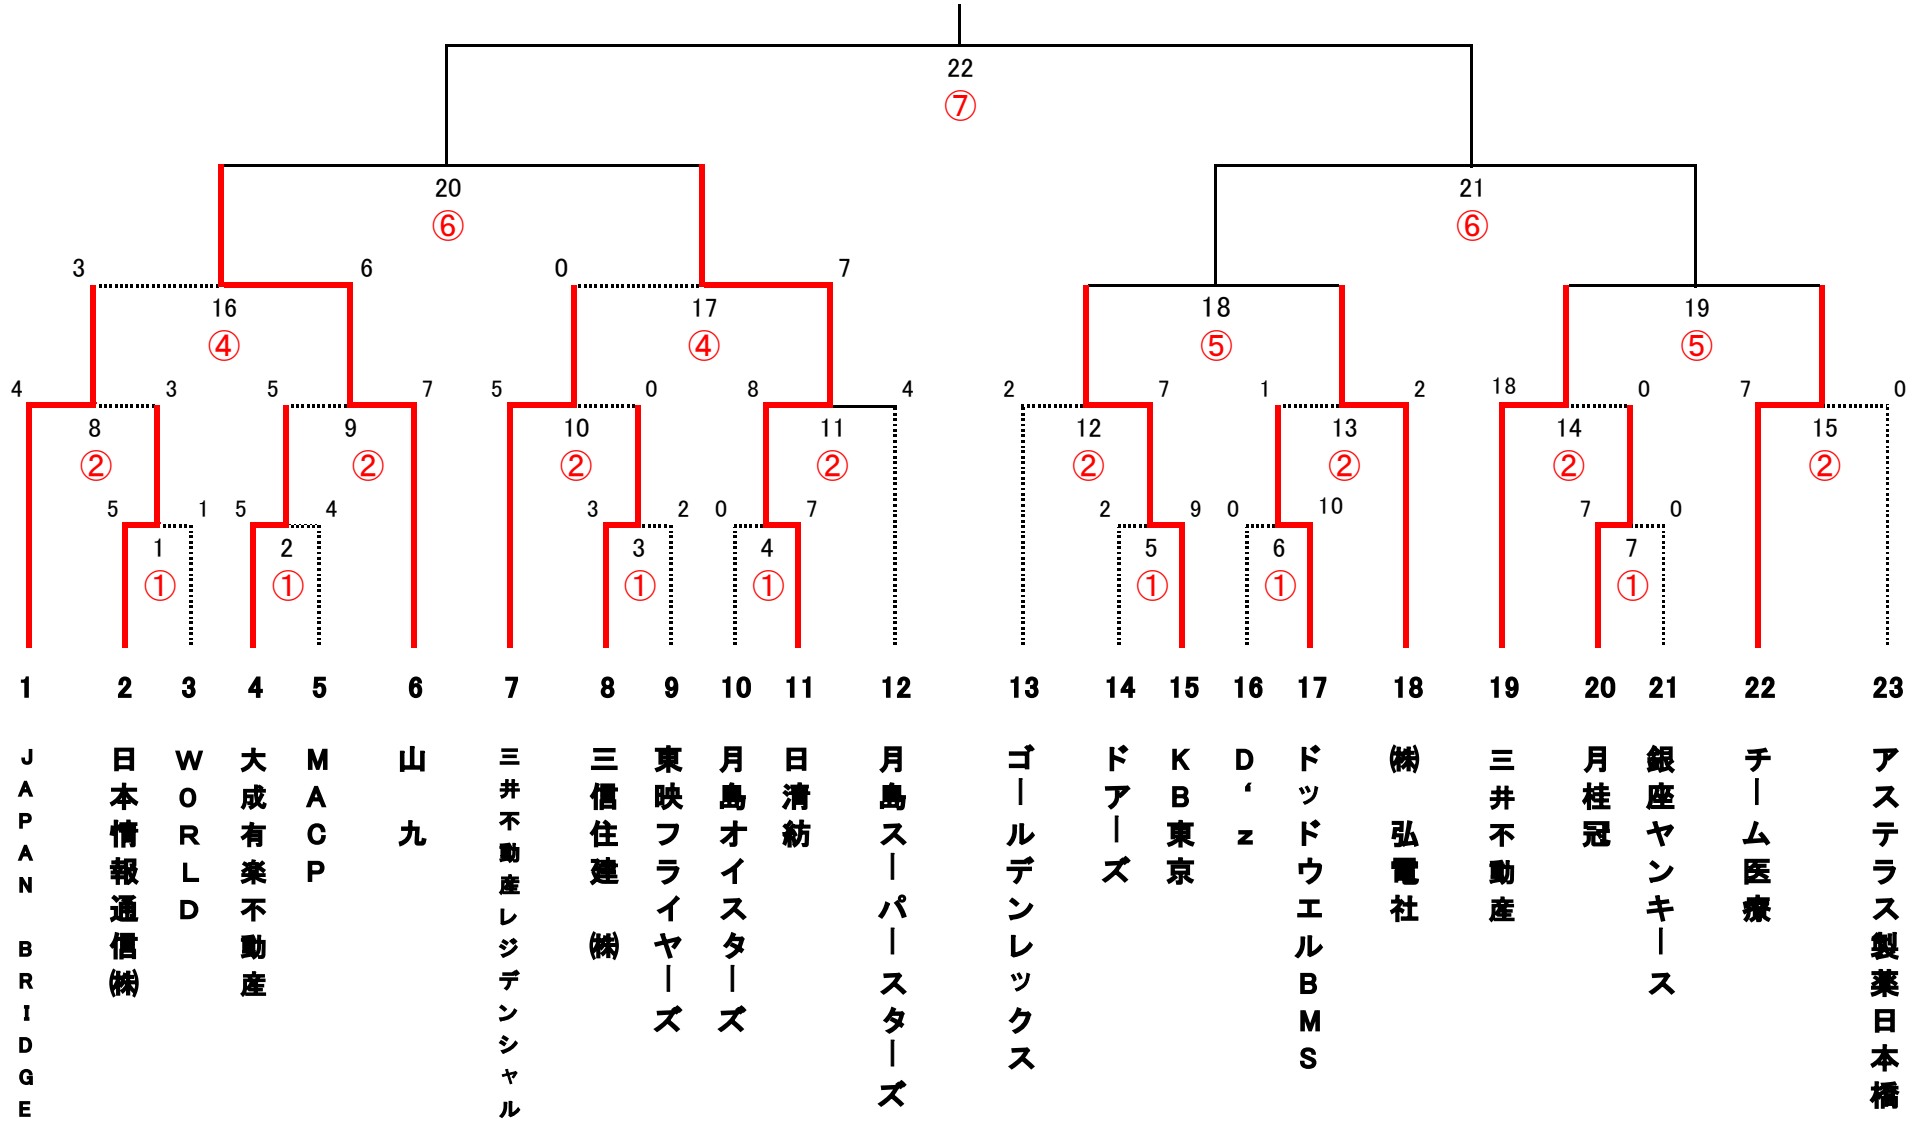 22
⑦
20
21
⑥
⑥
3 6 0 7
16 17 18 19
④ ④ ⑤ ⑤
4 3 5 7 5 0 8 4 2 7 1 2 18 0 7 0
8 9 10 11 12 13 14 15
② ② ② ② ② ② ② ②
5 1 5 4 3 2 0 7 2 9 0 10 7 0
1 2 3 4 5 6 7
① ① ① ① ① ① ①
1 2 3 4 5 6 7 8 9 10 11 12 13 14 15 16 17 18 19 20 21 22 23
JAPAN BRIDGE
日本情報通信㈱
WORLD
大成有楽不動産
MACP
山 九
三井不動産レジデンシャル
三信住建 ㈱
東映フライヤーズ
月島オイスターズ
日清紡
月島スーパースターズ
ゴールデンレックス
ドアーズ
KB東京
D‘z
ドッドウエルBMS
㈱ 弘電社
三井不動産
月桂冠
銀座ヤンキース
チーム医療
アステラス製薬日本橋